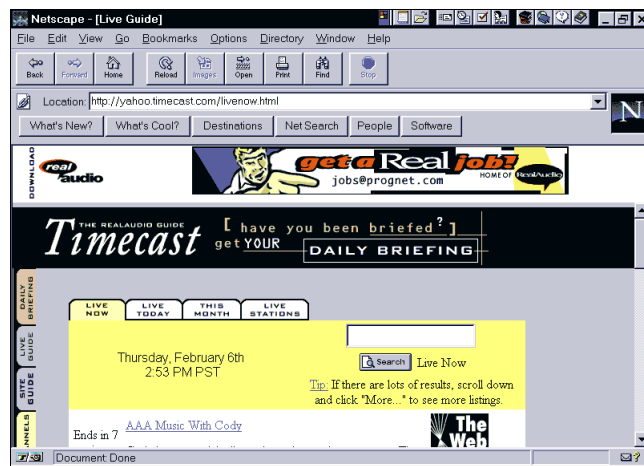 Netscape - [Live Guide]
File Edit View Go Bookmarks Options Directory Window Help
Back Forward Home Reload Images Open Print Find Stop
Location: http://yahoo.timecast.com/livenow.html
N
What's New? What's Cool? Destinations Net Search People Software
DOWNLOAD
real audio
get a Real job!
jobs@prognet.com
HOME OF RealAudio
THE REALAUDIO GUIDE
Timecast
[ have you been briefed? ]
get YOUR DAILY BRIEFING
DAILY BRIEFING
LIVE GUIDE
SITE GUIDE
NNELS
LIVE NOW
LIVE TODAY
THIS MONTH
LIVE STATIONS
Thursday, February 6th
2:53 PM PST
Search Live Now
Tip: If there are lots of results, scroll down
and click "More..." to see more listings.
Ends in 7 AAA Music With Cody
The Web
Document: Done